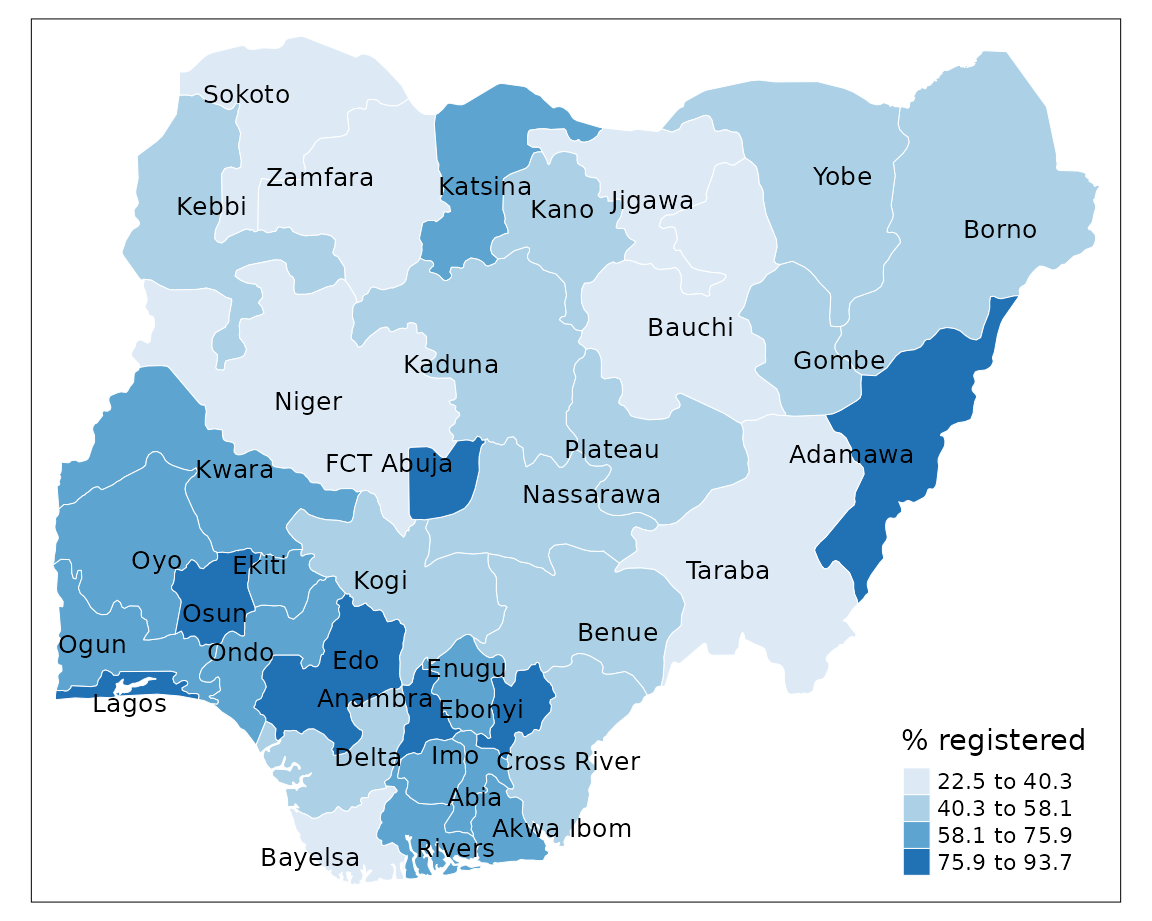 Sokoto
Zamfara
Yobe
Katsina
Jigawa
Kebbi
Kano
Borno
Bauchi
Gombe
Kaduna
Niger
Plateau
Adamawa
FCT Abuja
Kwara
Nassarawa
Oyo
Ekiti
Taraba
Kogi
Osun
Benue
Ogun
Ondo
Edo
Enugu
Anambra
Lagos
Ebonyi
Delta
Imo
Cross River
Abia
Akwa Ibom
Rivers
Bayelsa
% registered
22.5 to 40.3
40.3 to 58.1
58.1 to 75.9
75.9 to 93.7